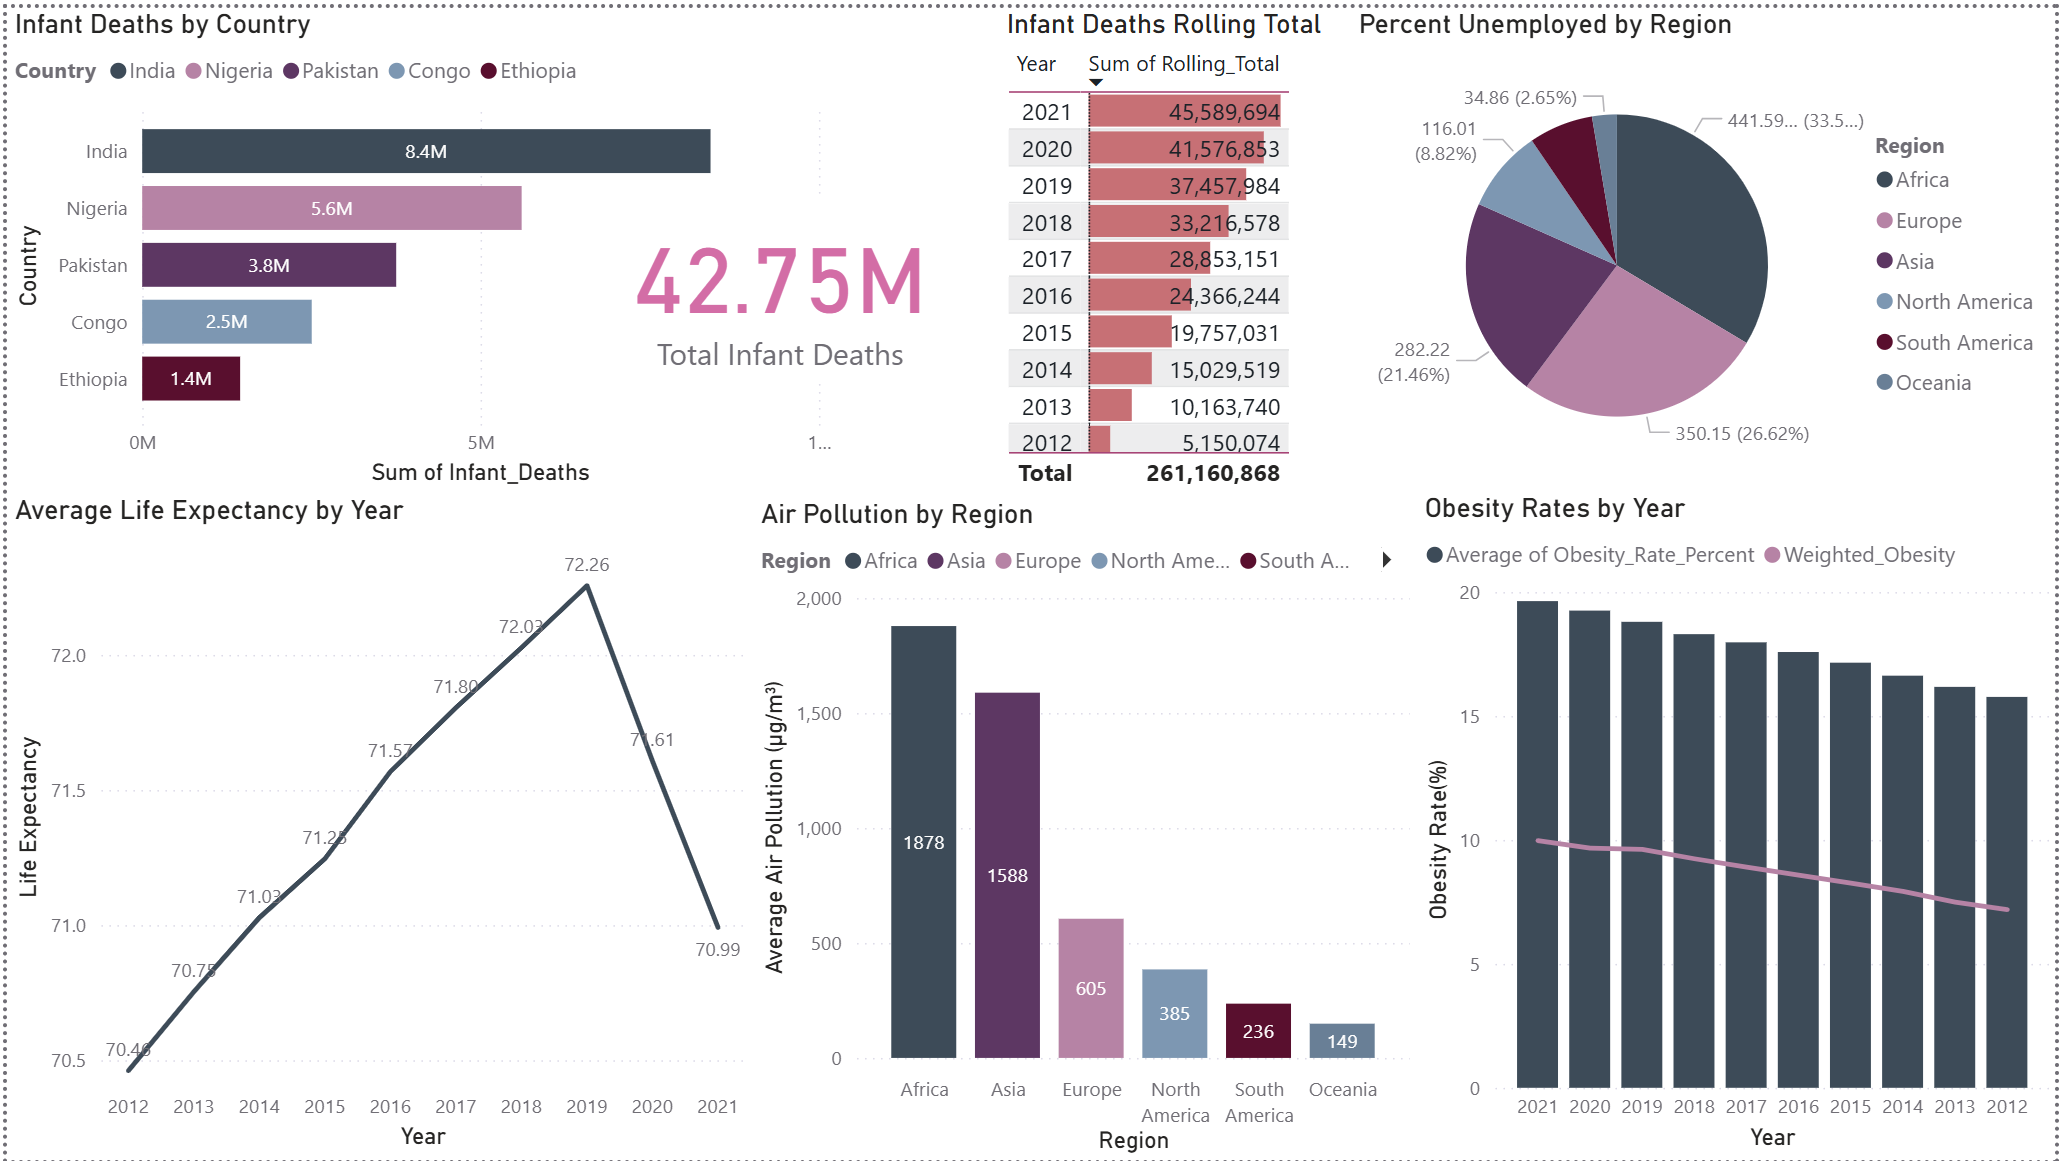 Infant Deaths by Country
Country India Nigeria Pakistan Congo Ethiopia
Country
India
8.4M
Nigeria
5.6M
Pakistan
3.8M
Congo
2.5M
Ethiopia
1.4M
0M 5M 1...
Sum of Infant_Deaths
42.75M
Total Infant Deaths
Infant Deaths Rolling Total
Year Sum of Rolling_Total
2021 45,589,694
2020 41,576,853
2019 37,457,984
2018 33,216,578
2017 28,853,151
2016 24,366,244
2015 19,757,031
2014 15,029,519
2013 10,163,740
2012 5,150,074
Total 261,160,868
Percent Unemployed by Region
34.86 (2.65%)
116.01
(8.82%)
282.22
(21.46%)
350.15 (26.62%)
441.59... (33.5...)
Region
Africa
Europe
Asia
North America
South America
Oceania
Average Life Expectancy by Year
Life Expectancy
72.0
71.5
71.0
70.5
70.46
70.75
71.03
71.25
71.57
71.80
72.03
72.26
71.61
70.99
2012 2013 2014 2015 2016 2017 2018 2019 2020 2021
Year
Air Pollution by Region
Region Africa Asia Europe North Ame... South A...
Average Air Pollution (µg/m³)
2,000
1,500
1,000
500
0
1878
1588
605
385
236
149
Africa
Asia
Europe
North
America
South
America
Oceania
Region
Obesity Rates by Year
Average of Obesity_Rate_Percent Weighted_Obesity
Obesity Rate(%)
20
15
10
5
0
2021 2020 2019 2018 2017 2016 2015 2014 2013 2012
Year